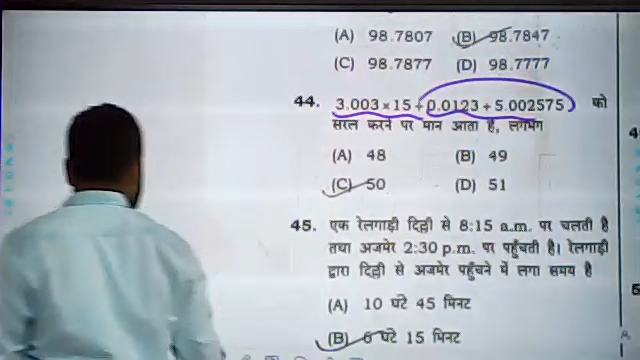 (A) 98.7807 (B) 98.7847
(C) 98.7877 (D) 98.7777
44. 3.003 × 15 + 0.0123 + 5.002575 को
सरल करने पर मान आता है, लगभग
(A) 48 (B) 49
(C) 50 (D) 51
45. एक रेलगाड़ी दिल्ली से 8:15 a.m. पर चलती है
तथा अजमेर 2:30 p.m. पर पहुँचती है। रेलगाड़ी
द्वारा दिल्ली से अजमेर पहुँचने में लगा समय है
(A) 10 घंटे 45 मिनट
(B) 6 घंटे 15 मिनट